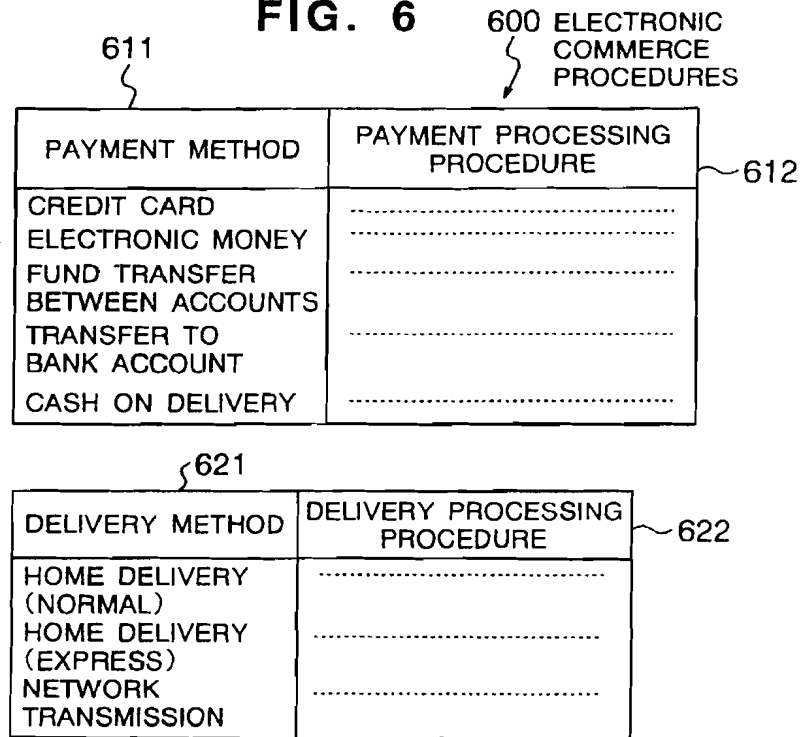 FIG. 6
600 ELECTRONIC
COMMERCE
PROCEDURES
611
PAYMENT METHOD
PAYMENT PROCESSING
PROCEDURE
612
CREDIT CARD
ELECTRONIC MONEY
FUND TRANSFER
BETWEEN ACCOUNTS
TRANSFER TO
BANK ACCOUNT
CASH ON DELIVERY
621
DELIVERY METHOD
DELIVERY PROCESSING
PROCEDURE
622
HOME DELIVERY
(NORMAL)
HOME DELIVERY
(EXPRESS)
NETWORK
TRANSMISSION